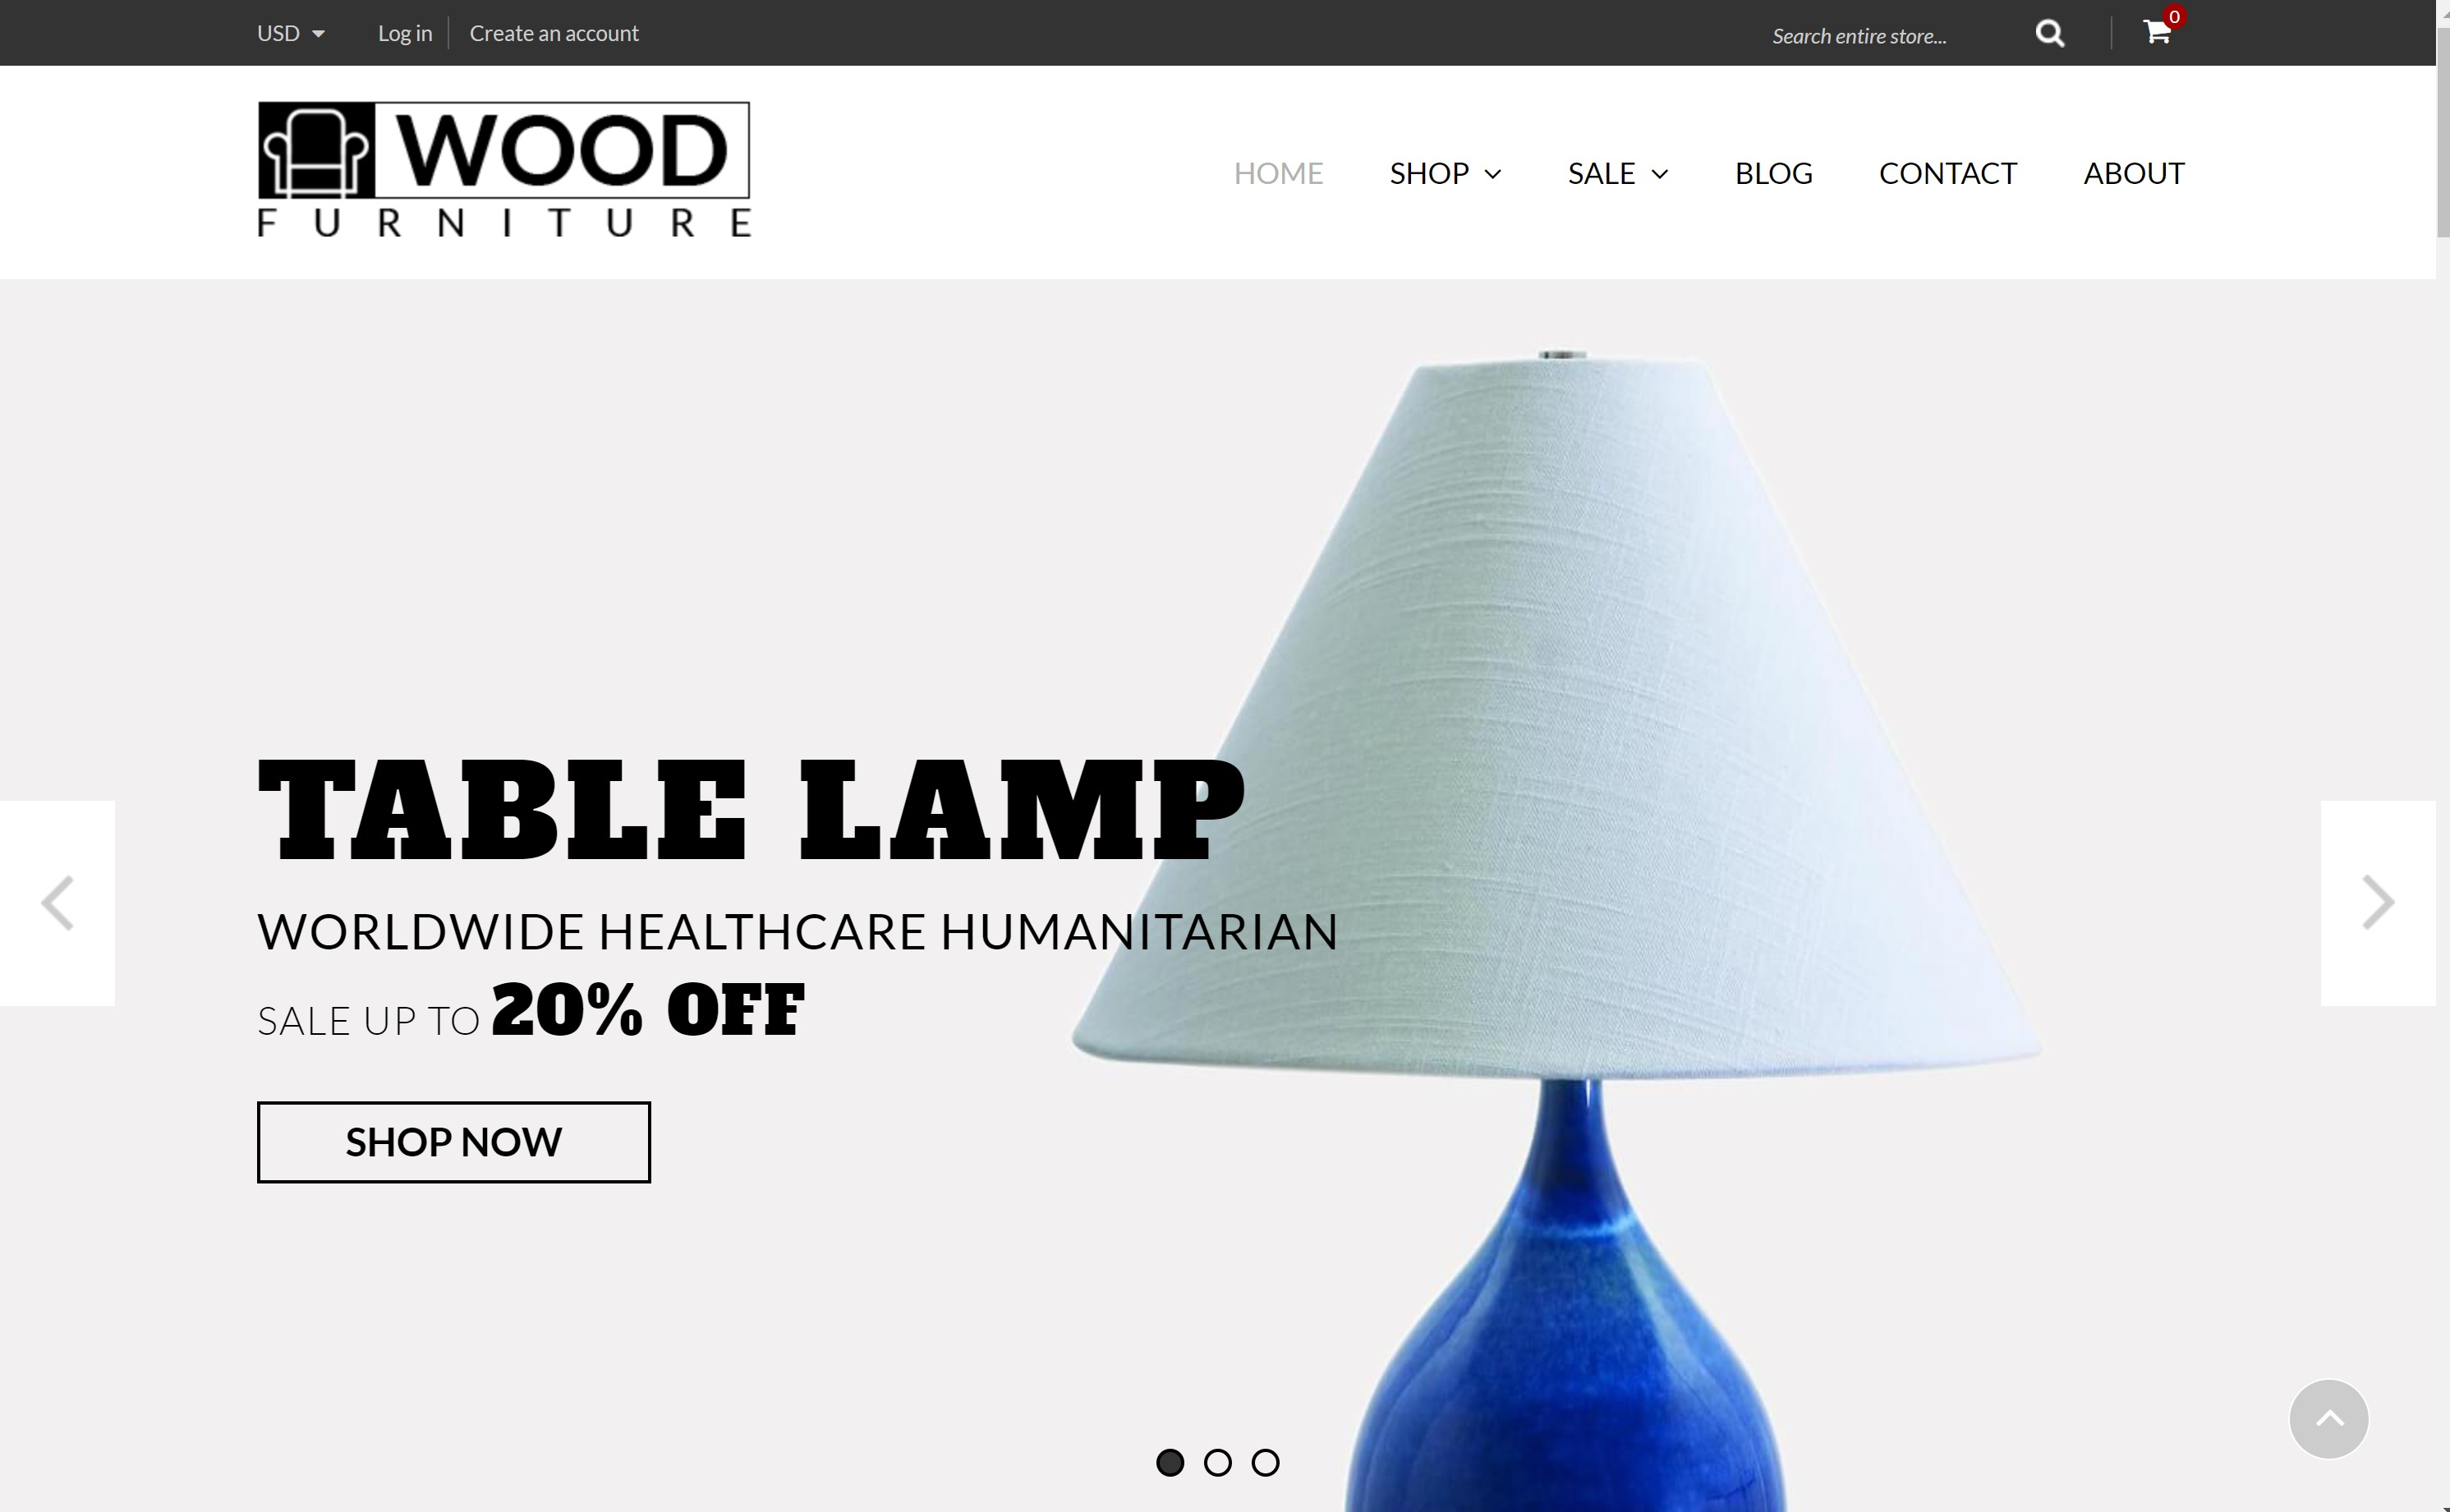 USD Log in Create an account Search entire store... 0
WOOD
FURNITURE
HOME SHOP SALE BLOG CONTACT ABOUT
TABLE LAMP
WORLDWIDE HEALTHCARE HUMANITARIAN
SALE UP TO 20% OFF
SHOP NOW